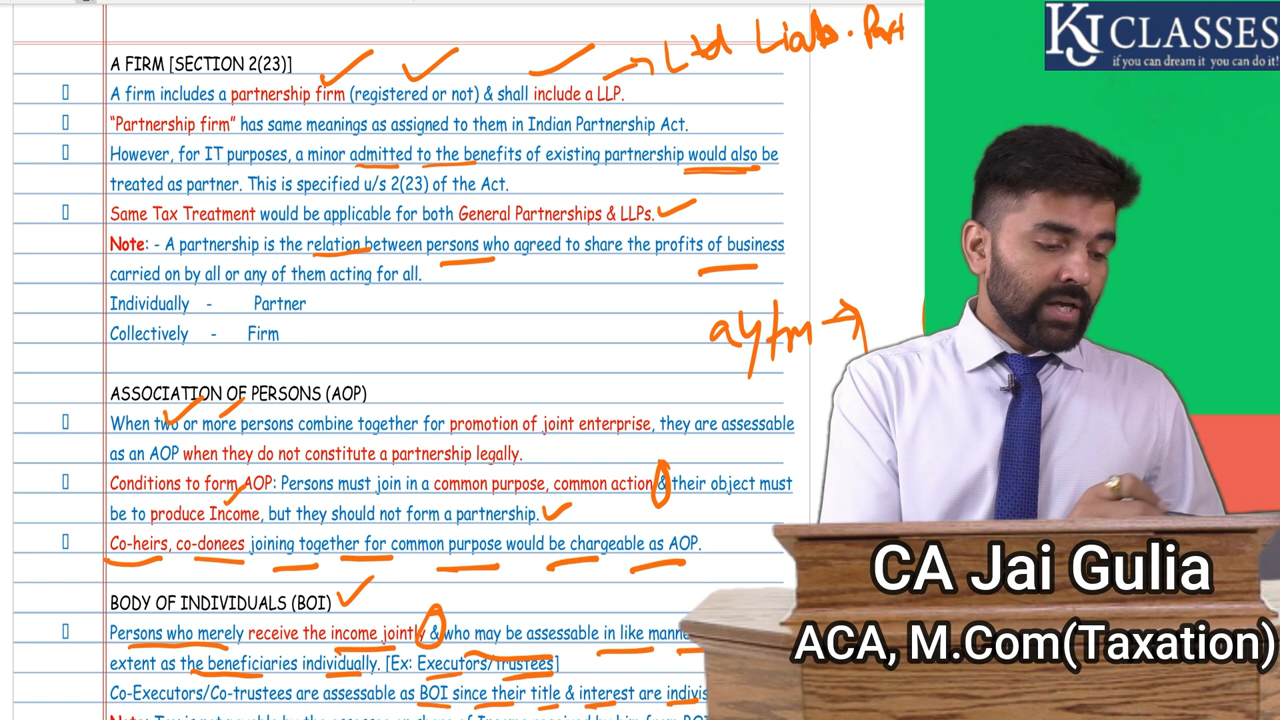 A FIRM [SECTION 2(23)]
A firm includes a partnership firm (registered or not) & shall include a LLP.
Ltd Liab. Part
"Partnership firm" has same meanings as assigned to them in Indian Partnership Act.
However, for IT purposes, a minor admitted to the benefits of existing partnership would also be
treated as partner. This is specified u/s 2(23) of the Act.
Same Tax Treatment would be applicable for both General Partnerships & LLPs.
Note: - A partnership is the relation between persons who agreed to share the profits of business
carried on by all or any of them acting for all.
Individually - Partner
Collectively - Firm
ASSOCIATION OF PERSONS (AOP)
When two or more persons combine together for promotion of joint enterprise, they are assessable
as an AOP when they do not constitute a partnership legally.
Conditions to form AOP: Persons must join in a common purpose, common action & their object must
be to produce Income, but they should not form a partnership.
Co-heirs, co-donees joining together for common purpose would be chargeable as AOP.
BODY OF INDIVIDUALS (BOI)
Persons who merely receive the income jointly & who may be assessable in like manne
extent as the beneficiaries individually. [Ex: Executors/Trustees]
Co-Executors/Co-trustees are assessable as BOI since their title & interest are indivis
KJ CLASSES
if you can dream it you can do it!
CA Jai Gulia
ACA, M.Com(Taxation)